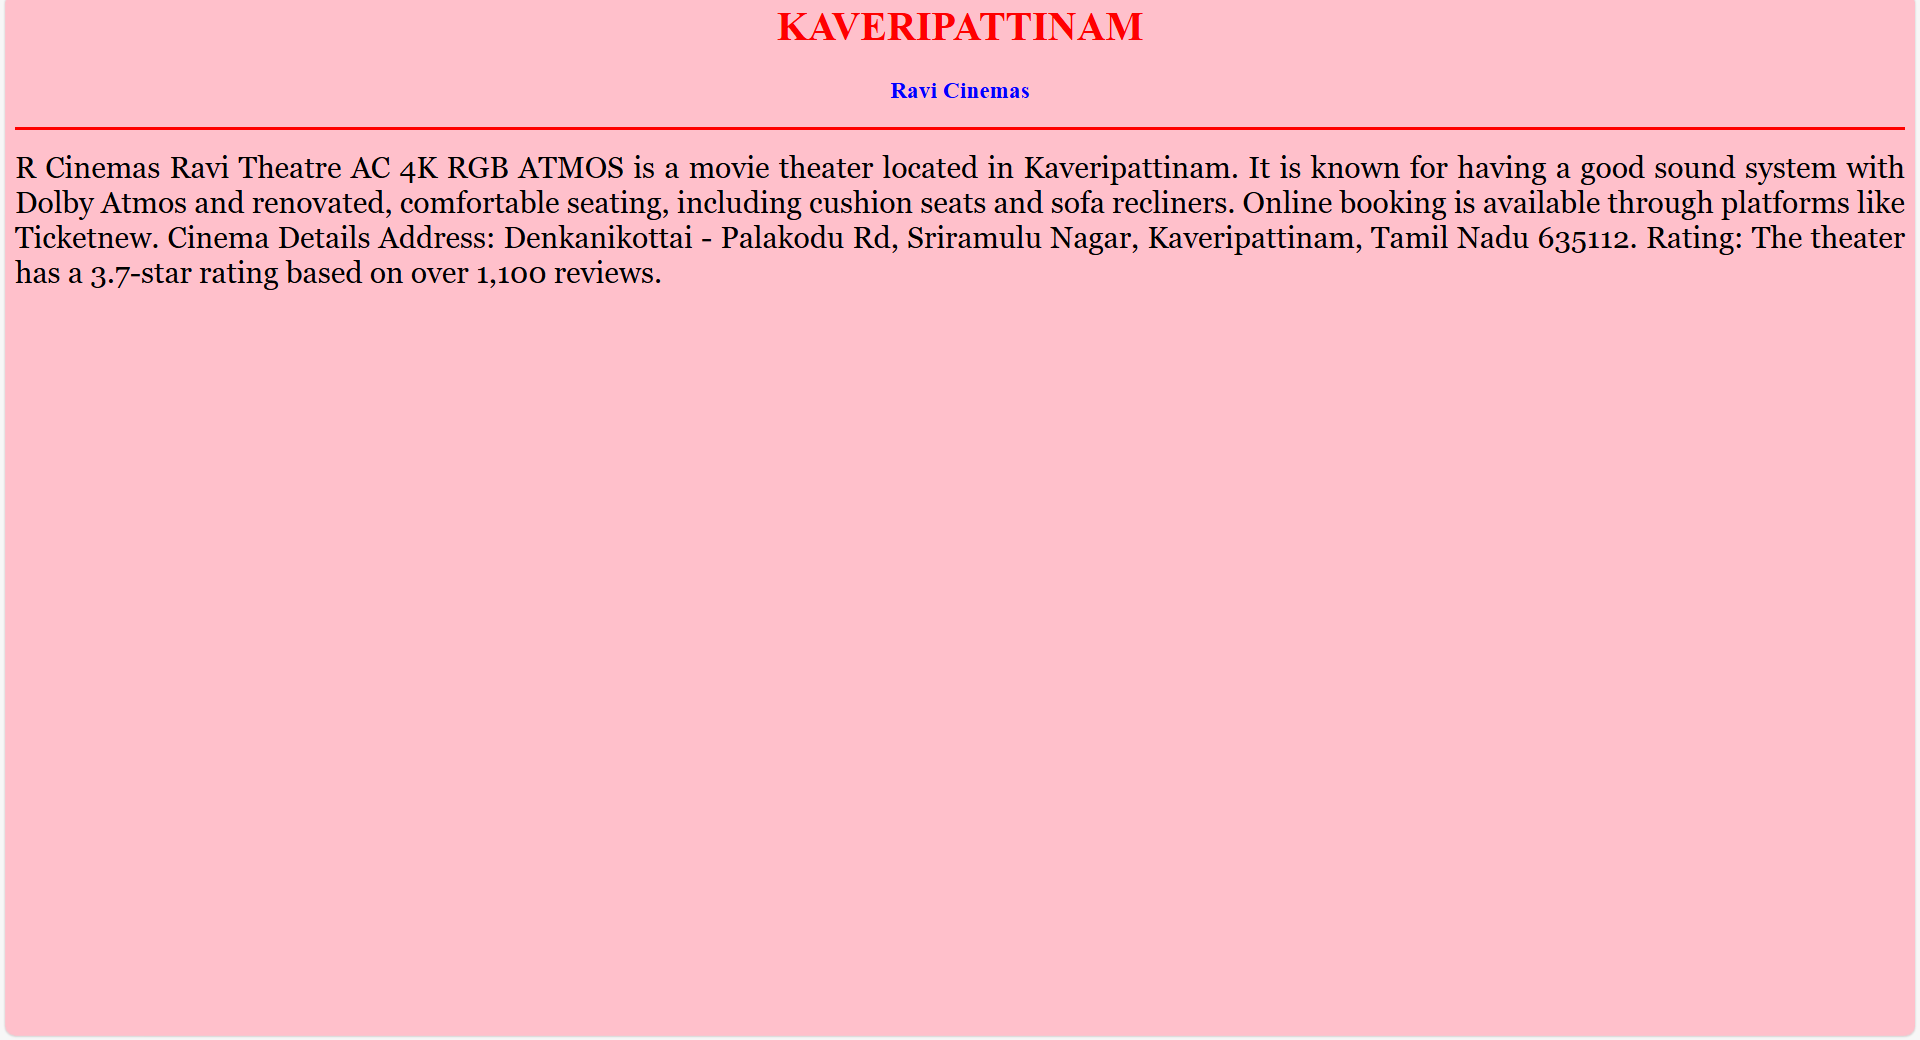 KAVERIPATTINAM
Ravi Cinemas
R Cinemas Ravi Theatre AC 4K RGB ATMOS is a movie theater located in Kaveripattinam. It is known for having a good sound system with
Dolby Atmos and renovated, comfortable seating, including cushion seats and sofa recliners. Online booking is available through platforms like
Ticketnew. Cinema Details Address: Denkanikottai - Palakodu Rd, Sriramulu Nagar, Kaveripattinam, Tamil Nadu 635112. Rating: The theater
has a 3.7-star rating based on over 1,100 reviews.